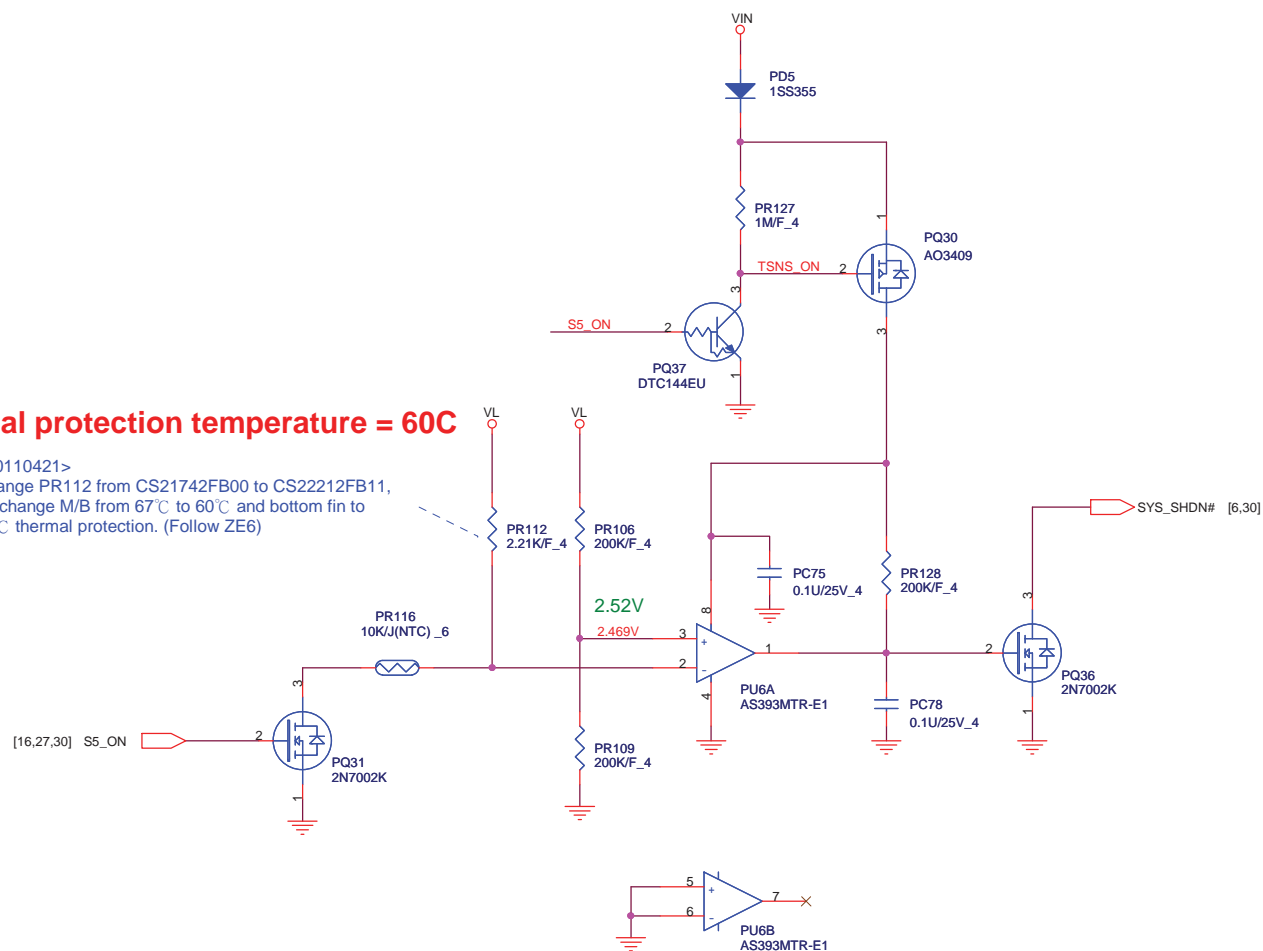 VIN
PD5
1SS355
PR127
1M/F_4
1
PQ30
AO3409
TSNS_ON
2
3
S5_ON
2
3
PQ37
DTC144EU
1
al protection temperature = 60C
VL
VL
0110421>
ange PR112 from CS21742FB00 to CS22212FB11,
change M/B from 67℃ to 60℃ and bottom fin to
℃ thermal protection. (Follow ZE6)
PR112
2.21K/F_4
PR106
200K/F_4
PC75
0.1U/25V_4
PR128
200K/F_4
SYS_SHDN# [6,30]
2.52V
2.469V
PR116
10K/J(NTC) _6
8
3
+
2
-
1
4
PU6A
AS393MTR-E1
3
2
1
PQ36
2N7002K
PC78
0.1U/25V_4
[16,27,30] S5_ON
3
2
1
PQ31
2N7002K
PR109
200K/F_4
5
+
6
-
7
PU6B
AS393MTR-E1